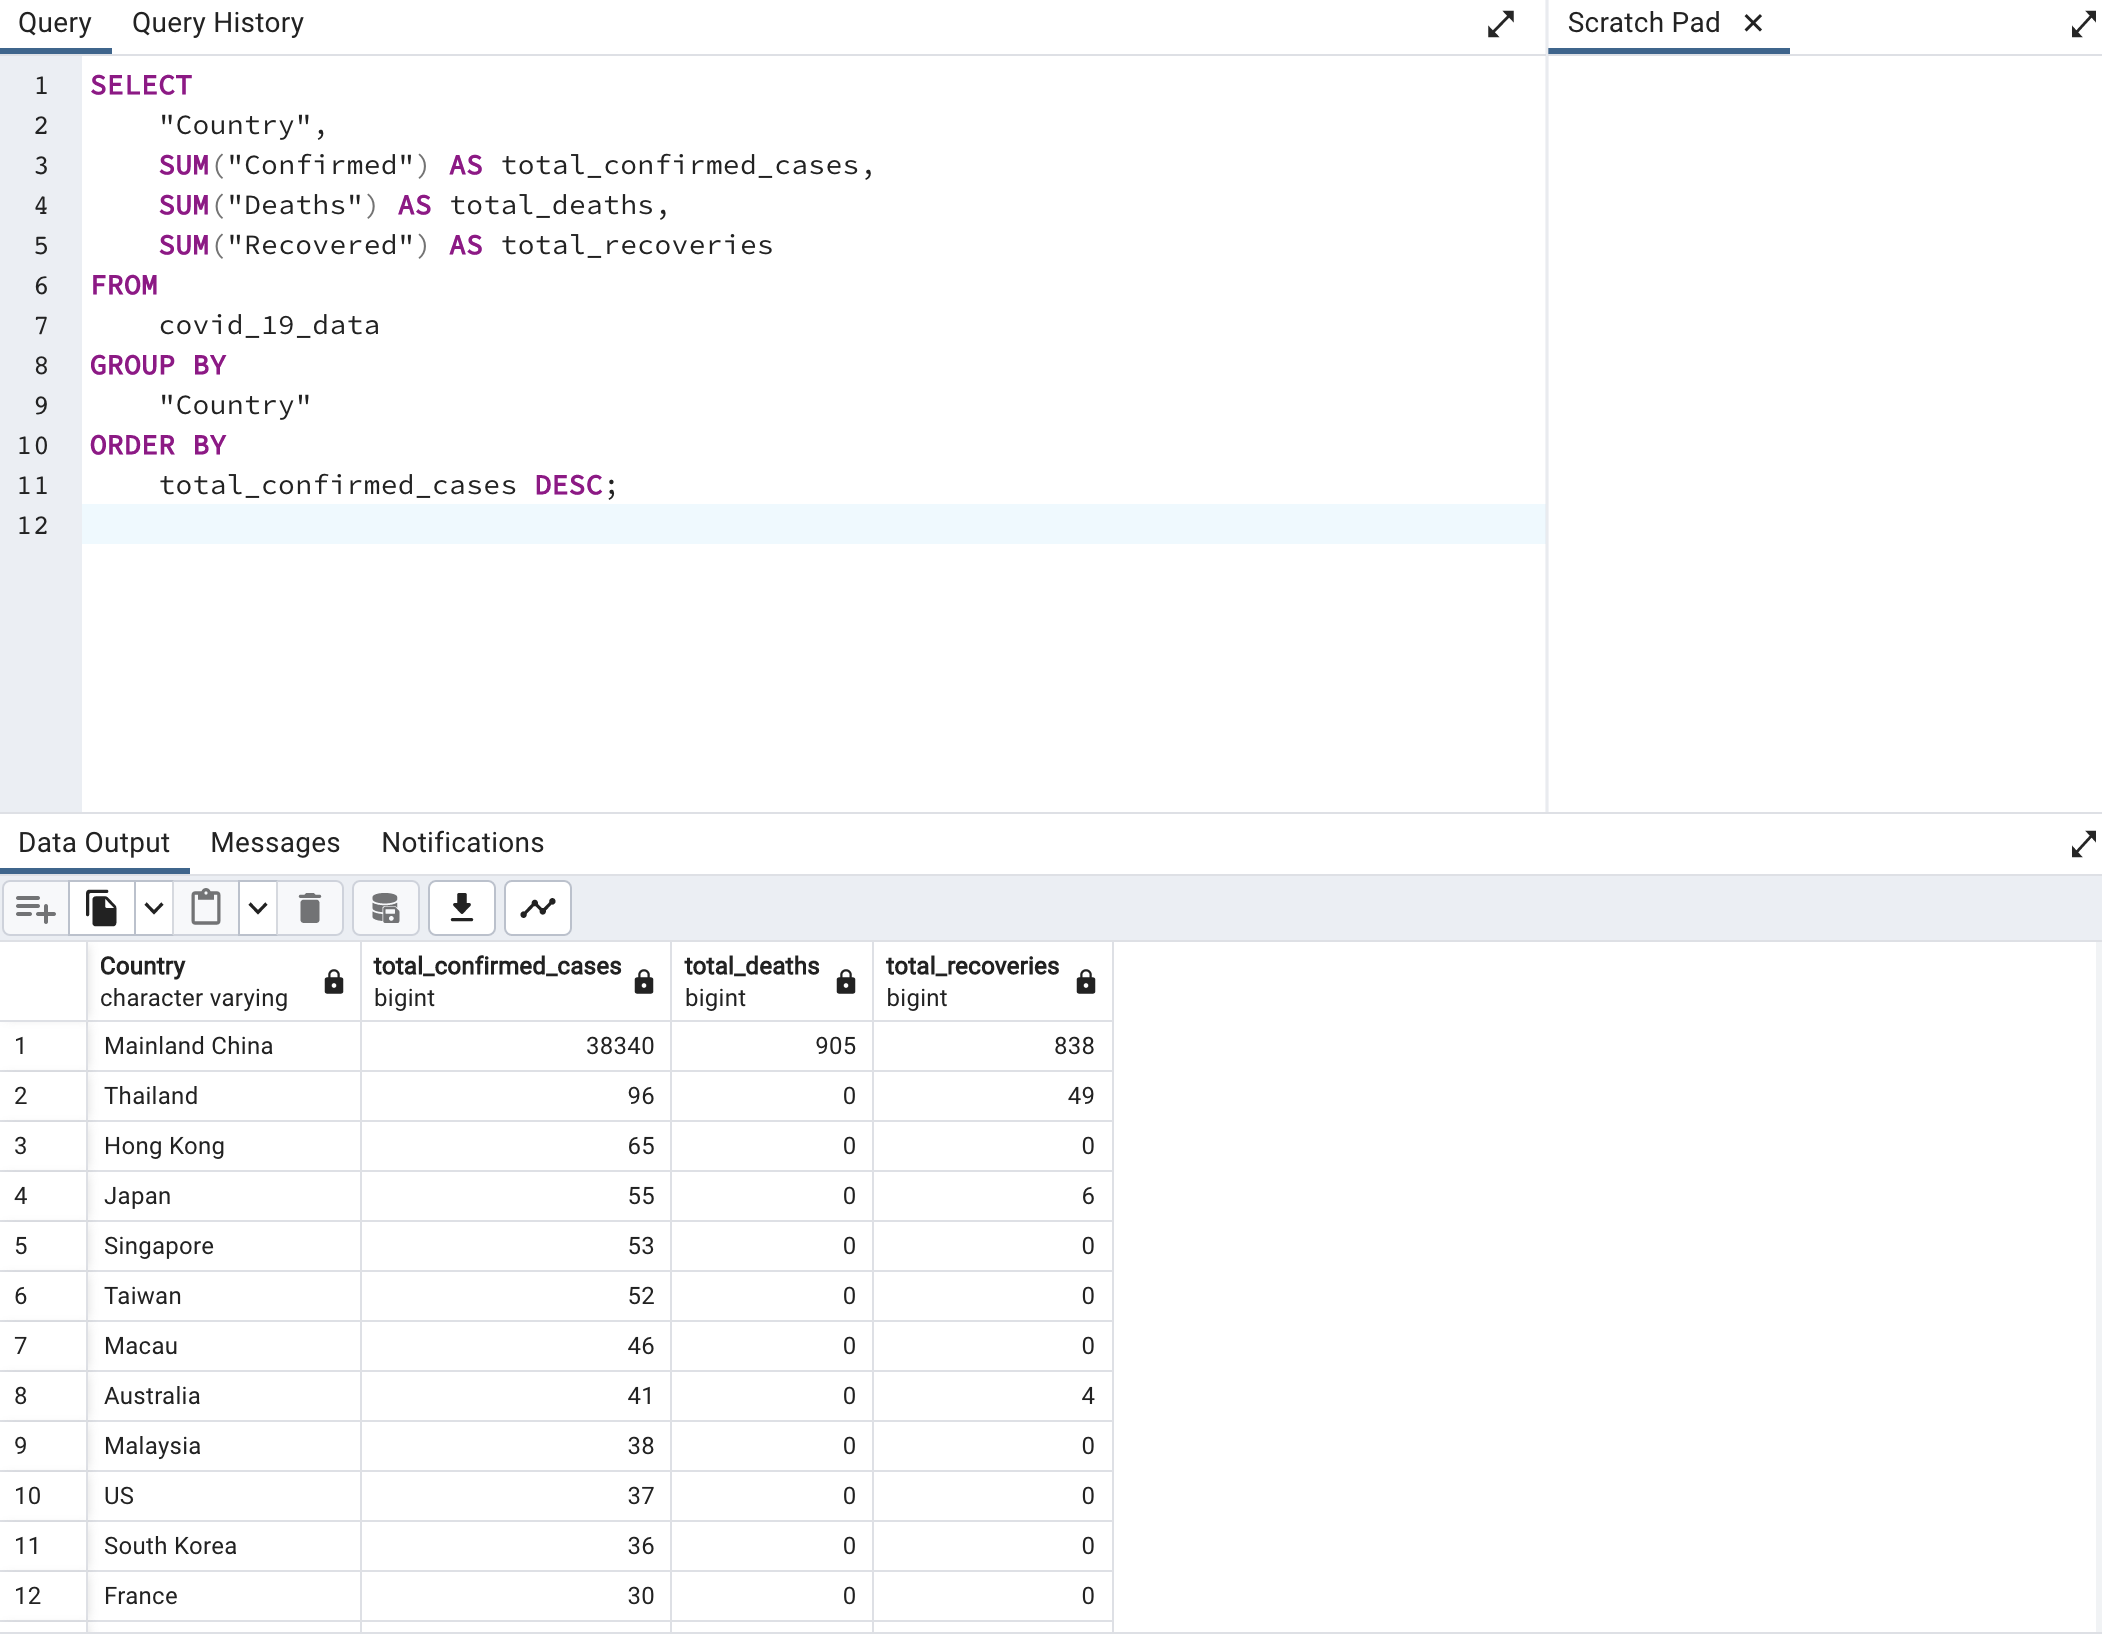 Query Query History Scratch Pad
1 SELECT
2 "Country",
3 SUM("Confirmed") AS total_confirmed_cases,
4 SUM("Deaths") AS total_deaths,
5 SUM("Recovered") AS total_recoveries
6 FROM
7 covid_19_data
8 GROUP BY
9 "Country"
10 ORDER BY
11 total_confirmed_cases DESC;
12
Data Output Messages Notifications
Country total_confirmed_cases total_deaths total_recoveries
character varying bigint bigint bigint
1 Mainland China 38340 905 838
2 Thailand 96 0 49
3 Hong Kong 65 0 0
4 Japan 55 0 6
5 Singapore 53 0 0
6 Taiwan 52 0 0
7 Macau 46 0 0
8 Australia 41 0 4
9 Malaysia 38 0 0
10 US 37 0 0
11 South Korea 36 0 0
12 France 30 0 0